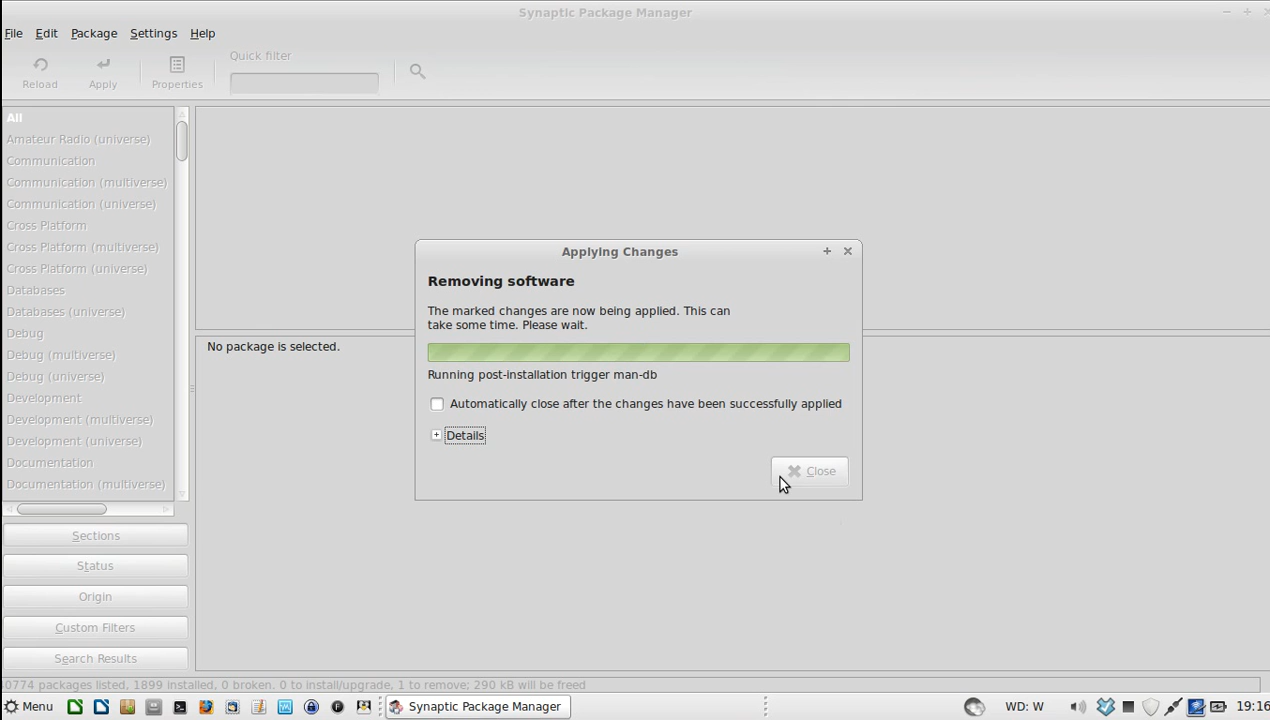 Synaptic Package Manager
File Edit Package Settings Help
Reload
Apply
Properties
Quick filter
All
Amateur Radio (universe)
Communication
Communication (multiverse)
Communication (universe)
Cross Platform
Cross Platform (multiverse)
Cross Platform (universe)
Databases
Databases (universe)
Debug
Debug (multiverse)
Debug (universe)
Development
Development (multiverse)
Development (universe)
Documentation
Documentation (multiverse)
Sections
Status
Origin
Custom Filters
Search Results
No package is selected.
Applying Changes
Removing software
The marked changes are now being applied. This can
take some time. Please wait.
Running post-installation trigger man-db
Automatically close after the changes have been successfully applied
Details
Close
packages listed, 1899 installed, 0 broken. 0 to install/upgrade, 1 to remove; 290 kB will be freed
Menu
Synaptic Package Manager
WD: W
19:16